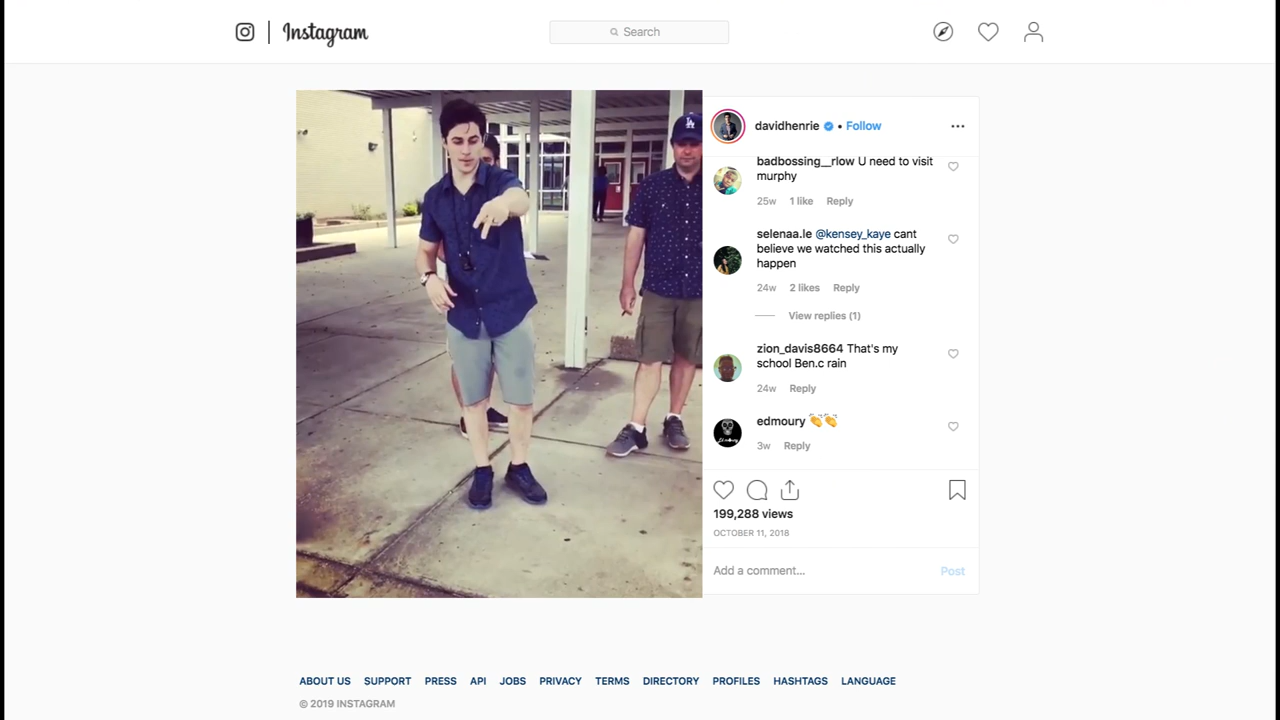 Instagram
Search
davidhenrie • Follow
badbossing__rlow U need to visit
murphy
25w 1 like Reply
selenaa.le @kensey_kaye cant
believe we watched this actually
happen
24w 2 likes Reply
View replies (1)
zion_davis8664 That's my
school Ben.c rain
24w Reply
edmoury 👏👏
3w Reply
199,288 views
OCTOBER 11, 2018
Add a comment... Post
ABOUT US SUPPORT PRESS API JOBS PRIVACY TERMS DIRECTORY PROFILES HASHTAGS LANGUAGE
© 2019 INSTAGRAM
LA